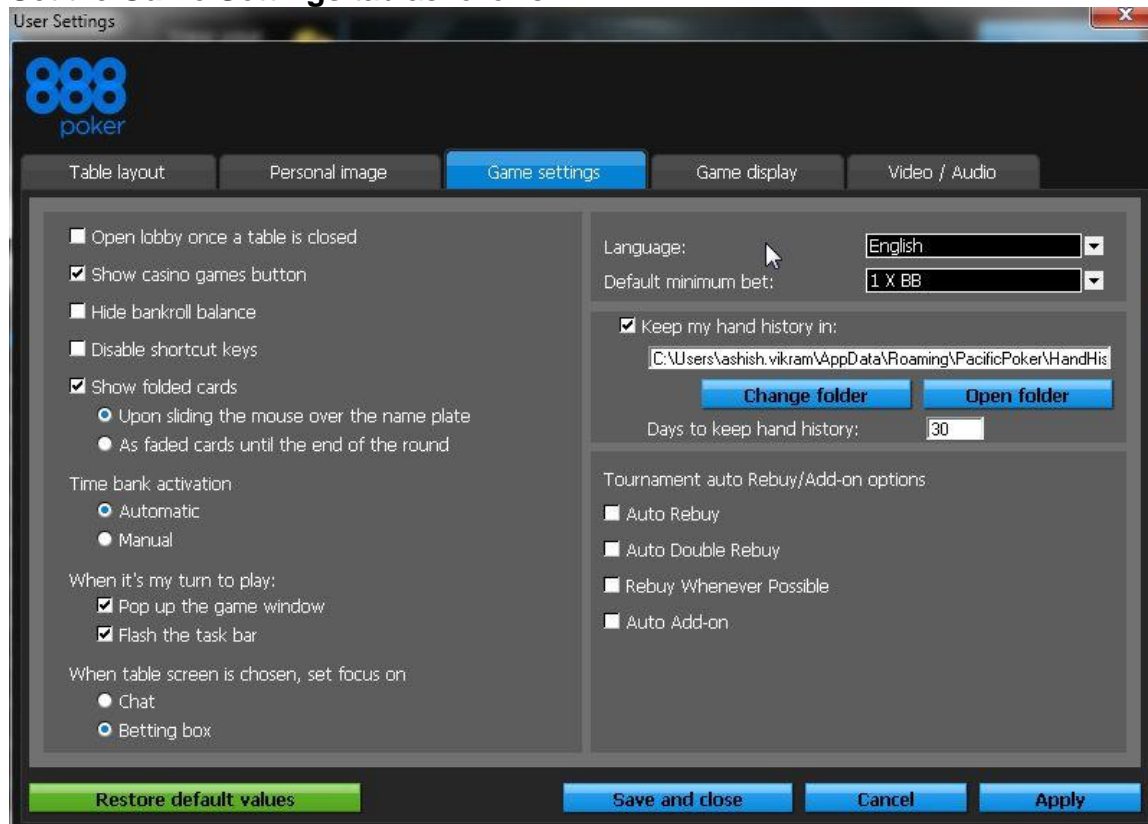 User Settings
X
888
poker
Table layout
Personal image
Game settings
Game display
Video / Audio
Open lobby once a table is closed
Show casino games button
Hide bankroll balance
Disable shortcut keys
Show folded cards
Upon sliding the mouse over the name plate
As faded cards until the end of the round
Time bank activation
Automatic
Manual
When it's my turn to play:
Pop up the game window
Flash the task bar
When table screen is chosen, set focus on
Chat
Betting box
Language:
English
Default minimum bet:
1 X BB
Keep my hand history in:
C:\Users\ashish.vikram\AppData\Roaming\PacificPoker\HandHis
Change folder
Open folder
Days to keep hand history:
30
Tournament auto Rebuy/Add-on options
Auto Rebuy
Auto Double Rebuy
Rebuy Whenever Possible
Auto Add-on
Restore default values
Save and close
Cancel
Apply